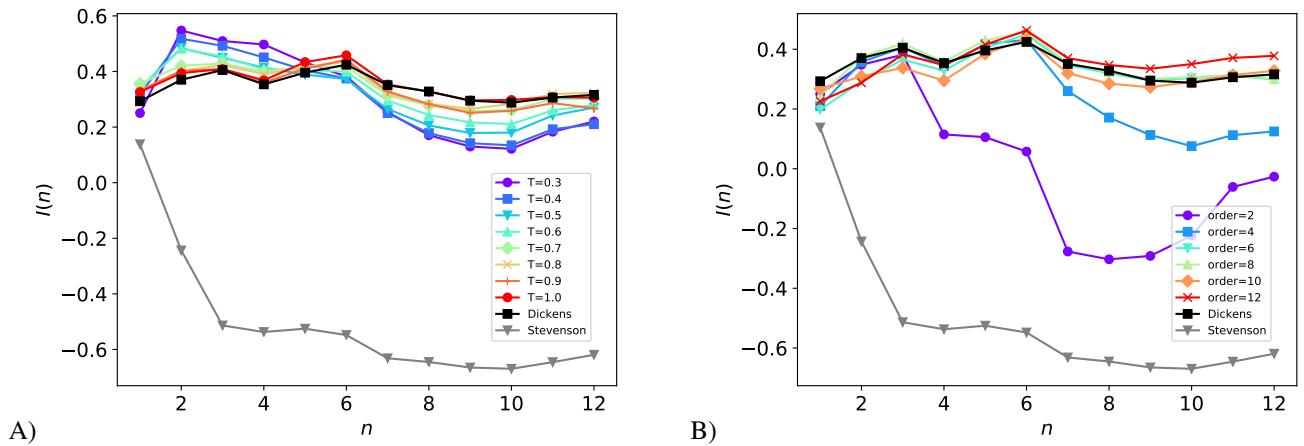 0.6
0.4
0.2
0.0
−0.2
−0.4
−0.6
I(n)
2
4
6
8
10
12
n
T=0.3
T=0.4
T=0.5
T=0.6
T=0.7
T=0.8
T=0.9
T=1.0
Dickens
Stevenson
A)
0.4
0.2
0.0
−0.2
−0.4
−0.6
I(n)
2
4
6
8
10
12
n
order=2
order=4
order=6
order=8
order=10
order=12
Dickens
Stevenson
B)